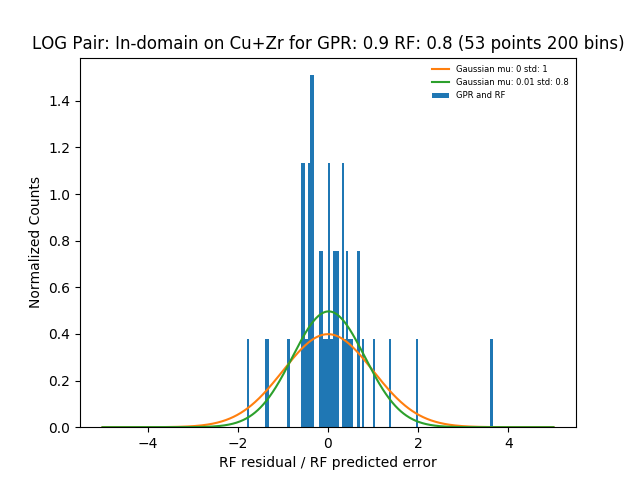 LOG Pair: In-domain on Cu+Zr for GPR: 0.9 RF: 0.8 (53 points 200 bins)
Gaussian mu: 0 std: 1
Gaussian mu: 0.01 std: 0.8
GPR and RF
Normalized Counts
1.4
1.2
1.0
0.8
0.6
0.4
0.2
0.0
−4 −2 0 2 4
RF residual / RF predicted error